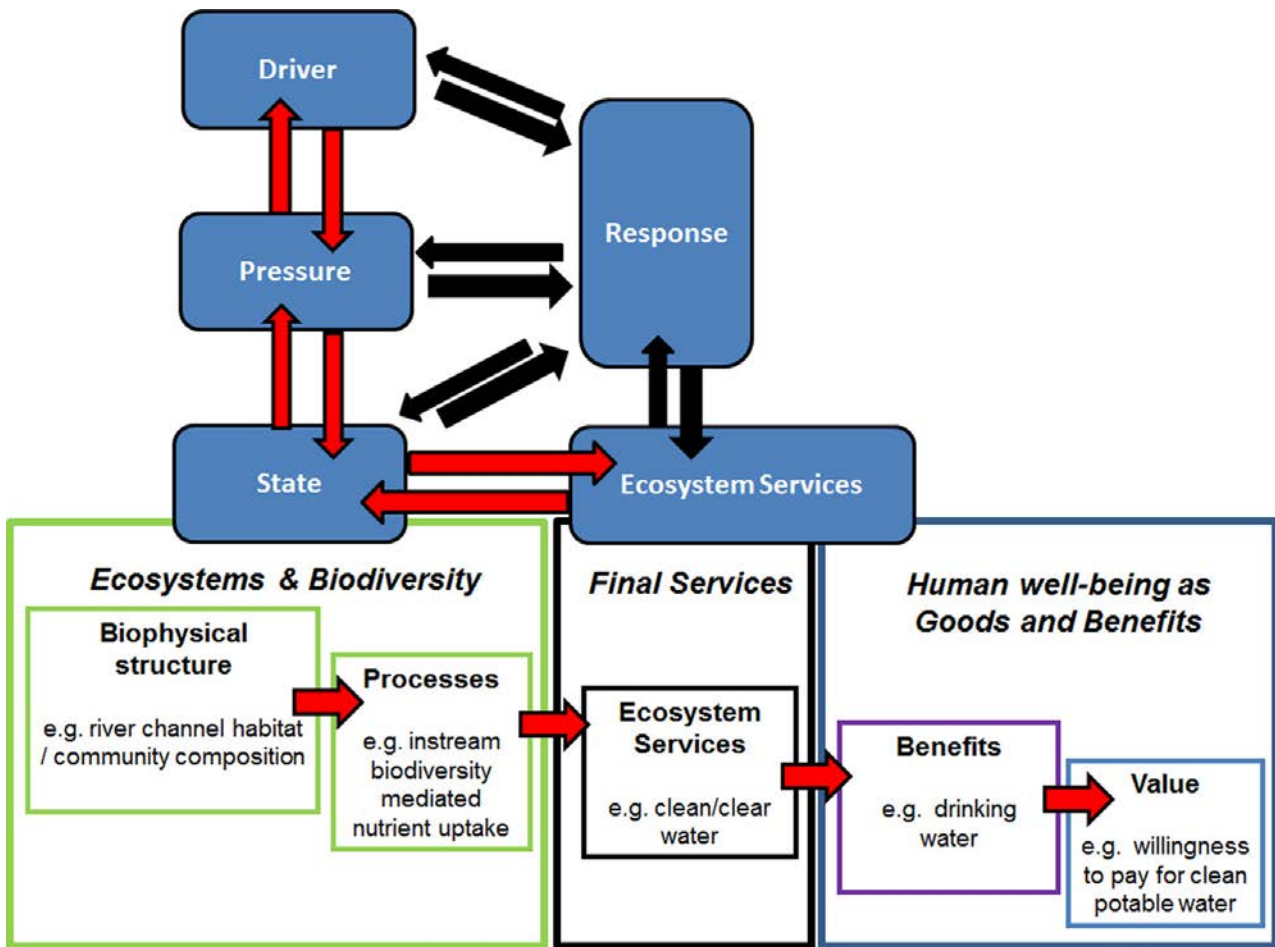 Driver
Response
Pressure
State
Ecosystem Services
Ecosystems & Biodiversity
Biophysical
structure
e.g. river channel habitat
/ community composition
Processes
e.g. instream
biodiversity
mediated
nutrient uptake
Final Services
Ecosystem
Services
e.g. clean/clear
water
Human well-being as
Goods and Benefits
Benefits
e.g. drinking
water
Value
e.g. willingness
to pay for clean
potable water